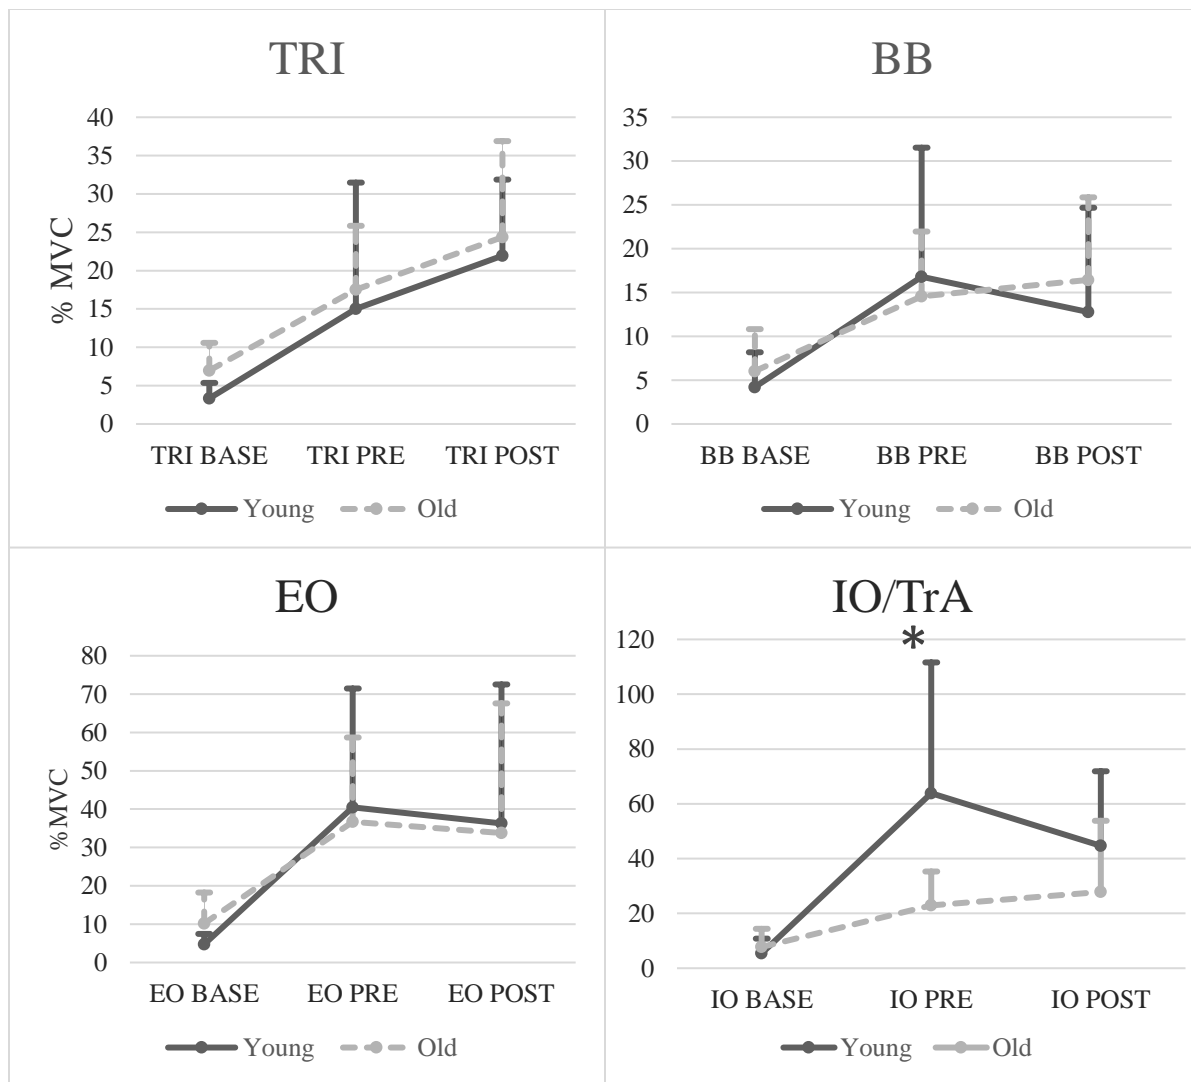 TRI
% MVC
40
35
30
25
20
15
10
5
0
TRI BASE TRI PRE TRI POST
Young Old
BB
35
30
25
20
15
10
5
0
BB BASE BB PRE BB POST
Young Old
EO
%MVC
80
70
60
50
40
30
20
10
0
EO BASE EO PRE EO POST
Young Old
IO/TrA
*
120
100
80
60
40
20
0
IO BASE IO PRE IO POST
Young Old